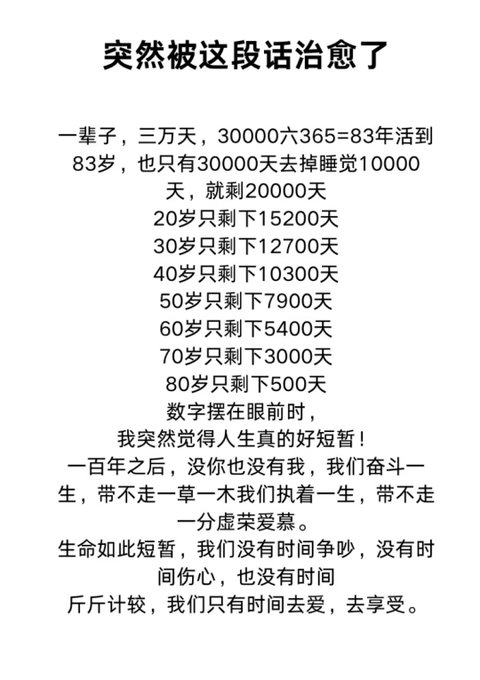 突然被这段话治愈了
一辈子，三万天，30000六365=83年活到
83岁，也只有30000天去掉睡觉10000
天，就剩20000天
20岁只剩下15200天
30岁只剩下12700天
40岁只剩下10300天
50岁只剩下7900天
60岁只剩下5400天
70岁只剩下3000天
80岁只剩下500天
数字摆在眼前时，
我突然觉得人生真的好短暂！
一百年之后，没你也没有我，我们奋斗一
生，带不走一草一木我们执着一生，带不走
一分虚荣爱慕。
生命如此短暂，我们没有时间争吵，没有时
间伤心，也没有时间
斤斤计较，我们只有时间去爱，去享受。